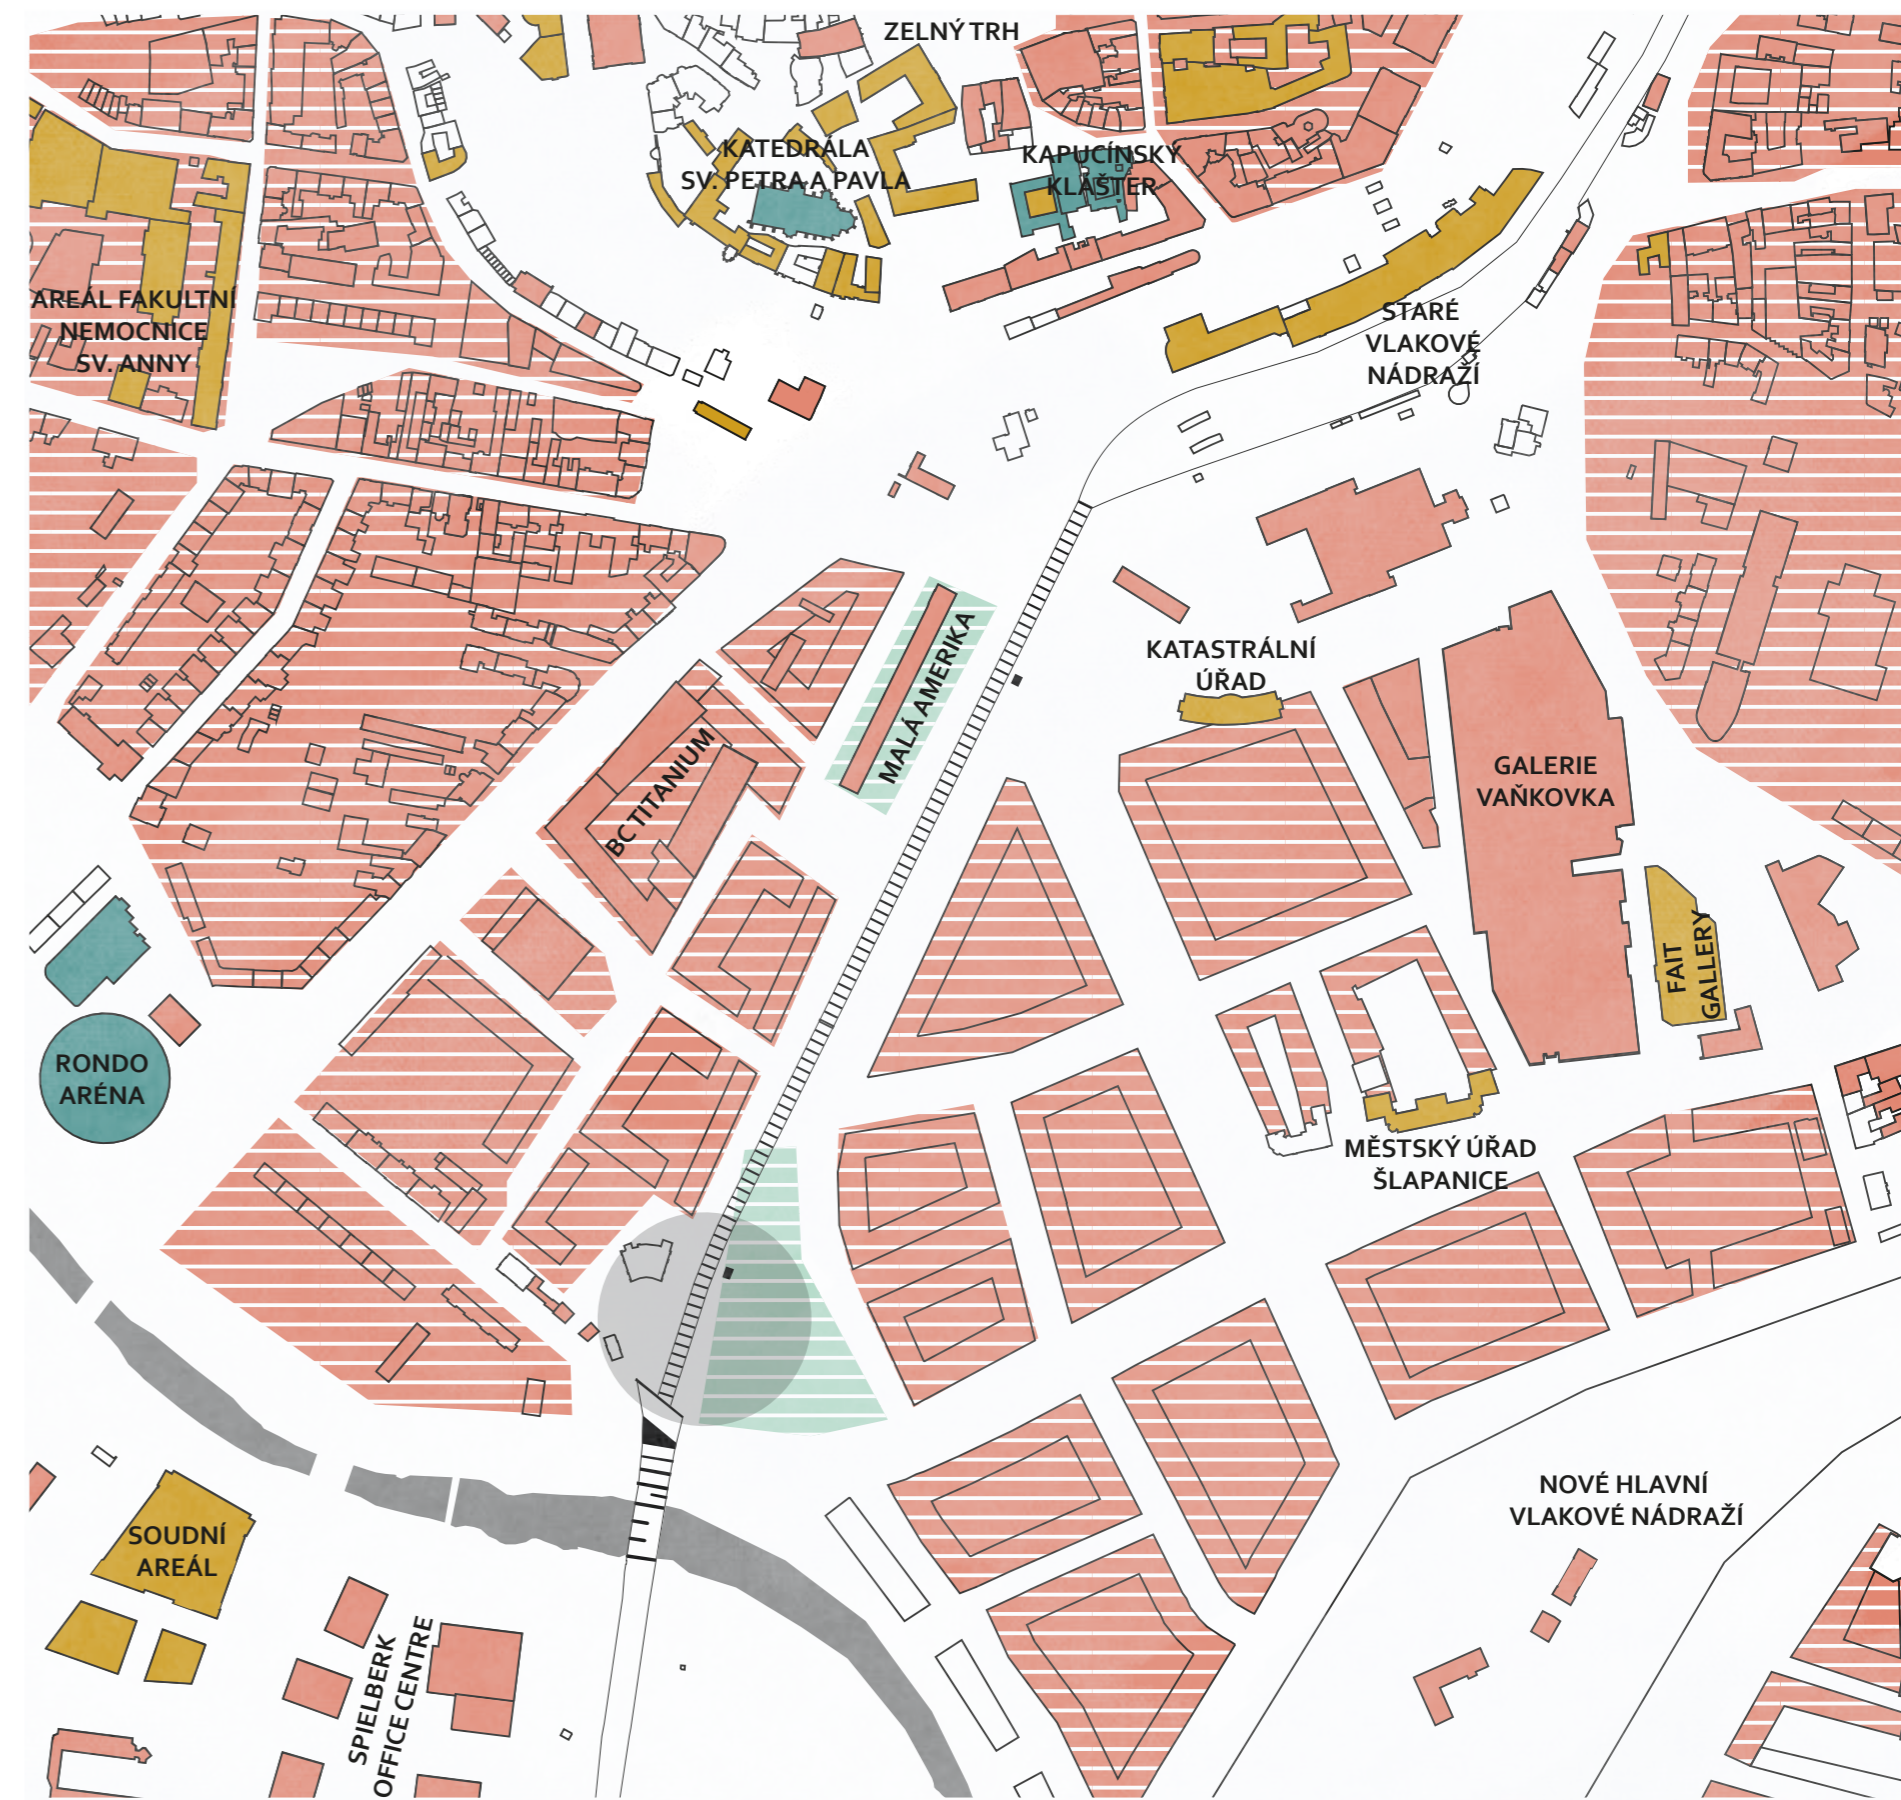 ZELNÝ TRH
KATEDRÁLA
SV. PETRA A PAVLA
KAPUCÍNSKÝ
KLÁŠTER
AREÁL FAKULTNÍ
NEMOCNICE
SV. ANNY
STARÉ
VLAKOVÉ
NÁDRAŽÍ
MALÁ AMERIKA
KATASTRÁLNÍ
ÚŘAD
BC TITANIUM
GALERIE
VAŇKOVKA
FAIT
GALLERY
RONDO
ARÉNA
MĚSTSKÝ ÚŘAD
ŠLAPANICE
NOVÉ HLAVNÍ
VLAKOVÉ NÁDRAŽÍ
SOUDNÍ
AREÁL
SPIELBERK
OFFICE CENTRE